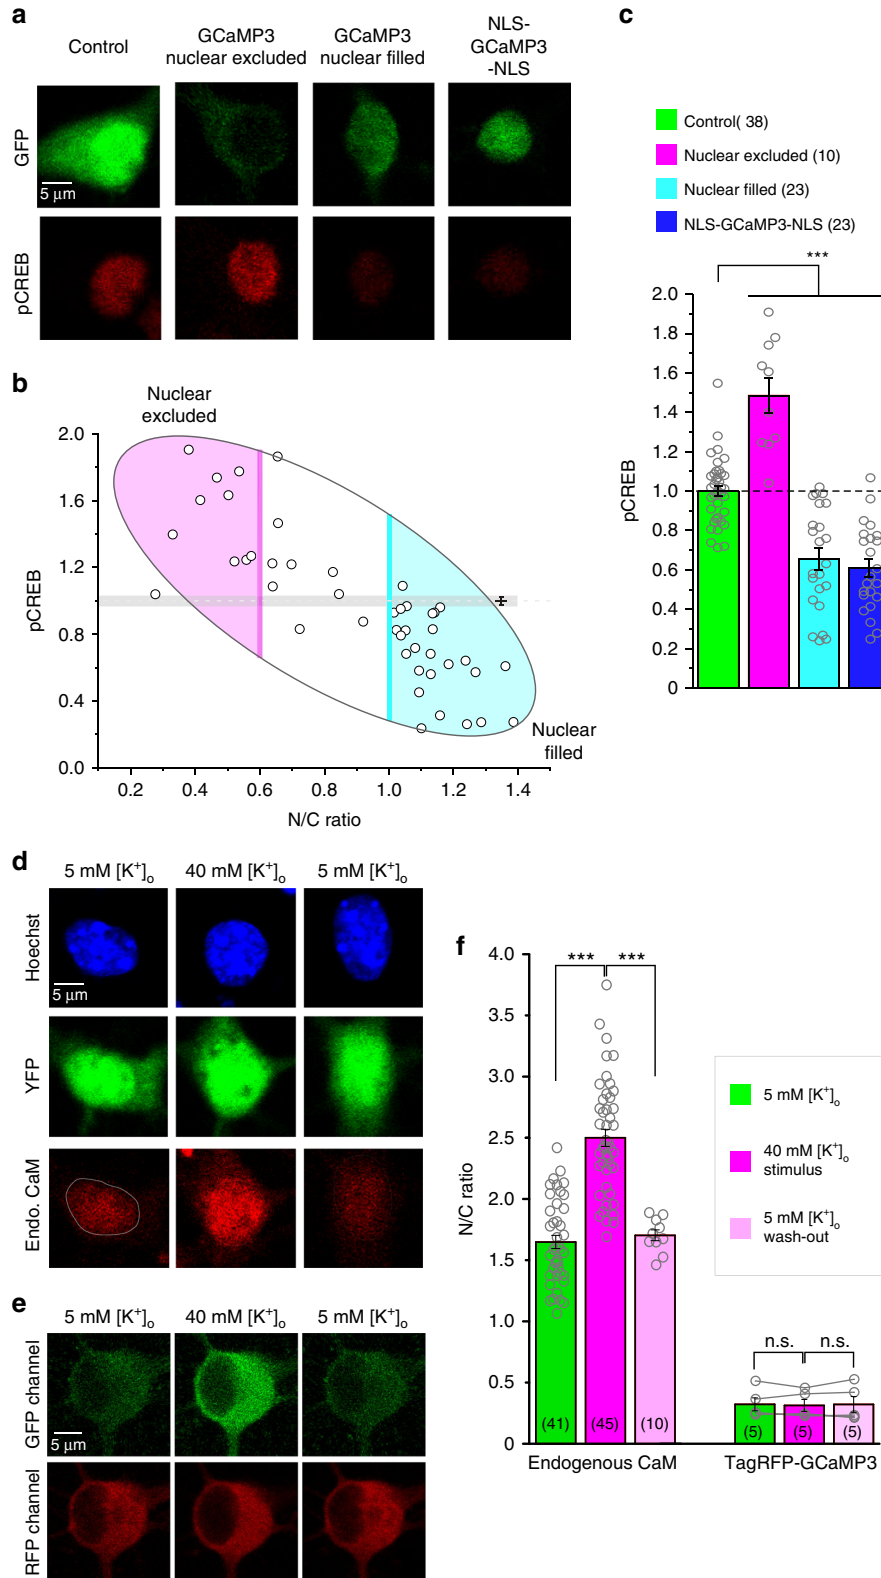 a
Control
GCaMP3
nuclear excluded
GCaMP3
nuclear filled
NLS-
GCaMP3
-NLS
GFP
5 µm
pCREB
b
Nuclear
excluded
2.0
1.6
1.2
0.8
0.4
0.0
pCREB
0.2
0.4
0.6
0.8
1.0
1.2
1.4
N/C ratio
Nuclear
filled
c
Control( 38)
Nuclear excluded (10)
Nuclear filled (23)
NLS-GCaMP3-NLS (23)
***
2.0
1.8
1.6
1.4
1.2
1.0
0.8
0.6
0.4
0.2
0
pCREB
d
5 mM [K⁺]ₒ
40 mM [K⁺]ₒ
5 mM [K⁺]ₒ
Hoechst
5 µm
YFP
Endo. CaM
e
5 mM [K⁺]ₒ
40 mM [K⁺]ₒ
5 mM [K⁺]ₒ
GFP channel
5 µm
RFP channel
f
4.0
3.5
3.0
2.5
2.0
1.5
1.0
0.5
0
N/C ratio
***
***
(41)
(45)
(10)
Endogenous CaM
5 mM [K⁺]ₒ
40 mM [K⁺]ₒ
stimulus
5 mM [K⁺]ₒ
wash-out
n.s.
n.s.
(5)
(5)
(5)
TagRFP-GCaMP3